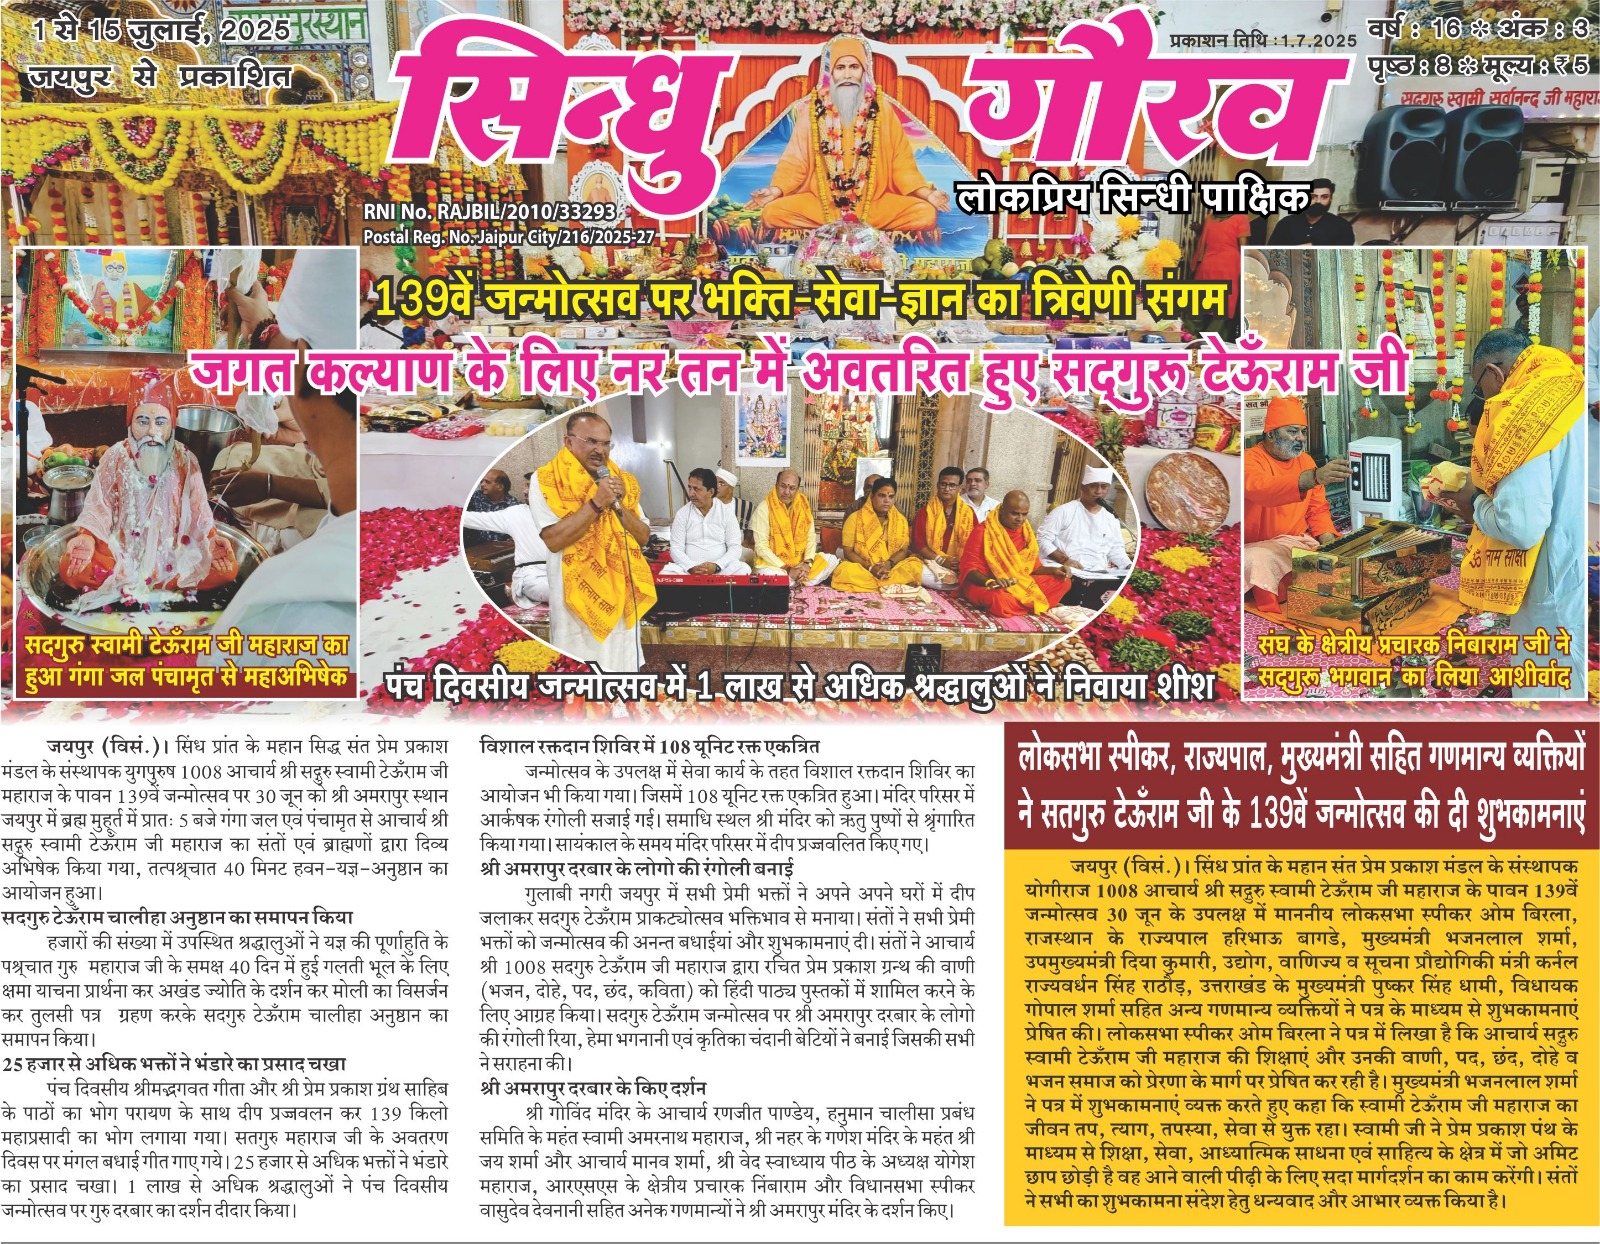 1 से 15 जुलाई, 2025
जयपुर से प्रकाशित
सिन्धु गौरव
लोकप्रिय सिन्धी पाक्षिक
प्रकाशन तिथि : 1.7.2025
वर्ष : 16 ❊ अंक : 3
पृष्ठ : 8 ❊ मूल्य : ₹ 5
सदगुरु स्वामी सर्वानन्द जी महारा
RNI No. RAJBIL/2010/33293
Postal Reg. No. Jaipur City/216/2025-27
139वें जन्मोत्सव पर भक्ति-सेवा-ज्ञान का त्रिवेणी संगम
जगत कल्याण के लिए नर तन में अवतरित हुए सद्गुरू टेऊँराम जी
सदगुरु स्वामी टेऊँराम जी महाराज का
हुआ गंगा जल पंचामृत से महाअभिषेक
पंच दिवसीय जन्मोत्सव में 1 लाख से अधिक श्रद्धालुओं ने निवाया शीश
संघ के क्षेत्रीय प्रचारक निंबाराम जी ने
सद्गुरू भगवान का लिया आशीर्वाद
जयपुर (विसं.)। सिंध प्रांत के महान सिद्ध संत प्रेम प्रकाश
मंडल के संस्थापक युगपुरुष 1008 आचार्य श्री सद्गुरु स्वामी टेऊँराम जी
महाराज के पावन 139वें जन्मोत्सव पर 30 जून को श्री अमरापुर स्थान
जयपुर में ब्रह्म मुहूर्त में प्रातः 5 बजे गंगा जल एवं पंचामृत से आचार्य श्री
सद्गुरु स्वामी टेऊँराम जी महाराज का संतों एवं ब्राह्मणों द्वारा दिव्य
अभिषेक किया गया, तत्पश्र्चात 40 मिनट हवन-यज्ञ-अनुष्ठान का
आयोजन हुआ।
सदगुरु टेऊँराम चालीहा अनुष्ठान का समापन किया
हजारों की संख्या में उपस्थित श्रद्धालुओं ने यज्ञ की पूर्णाहुति के
पश्र्चात गुरु महाराज जी के समक्ष 40 दिन में हुई गलती भूल के लिए
क्षमा याचना प्रार्थना कर अखंड ज्योति के दर्शन कर मोली का विसर्जन
कर तुलसी पत्र ग्रहण करके सदगुरु टेऊँराम चालीहा अनुष्ठान का
समापन किया।
25 हजार से अधिक भक्तों ने भंडारे का प्रसाद चखा
पंच दिवसीय श्रीमद्भगवत गीता और श्री प्रेम प्रकाश ग्रंथ साहिब
के पाठों का भोग परायण के साथ दीप प्रज्जवलन कर 139 किलो
महाप्रसादी का भोग लगाया गया। सतगुरु महाराज जी के अवतरण
दिवस पर मंगल बधाई गीत गाए गये। 25 हजार से अधिक भक्तों ने भंडारे
का प्रसाद चखा। 1 लाख से अधिक श्रद्धालुओं ने पंच दिवसीय
जन्मोत्सव पर गुरु दरबार का दर्शन दीदार किया।
विशाल रक्तदान शिविर में 108 यूनिट रक्त एकत्रित
जन्मोत्सव के उपलक्ष में सेवा कार्य के तहत विशाल रक्तदान शिविर का
आयोजन भी किया गया। जिसमें 108 यूनिट रक्त एकत्रित हुआ। मंदिर परिसर में
आर्कषक रंगोली सजाई गई। समाधि स्थल श्री मंदिर को ऋतु पुष्पों से श्रृंगारित
किया गया। सायंकाल के समय मंदिर परिसर में दीप प्रज्जवलित किए गए।
श्री अमरापुर दरबार के लोगो की रंगोली बनाई
गुलाबी नगरी जयपुर में सभी प्रेमी भक्तों ने अपने अपने घरों में दीप
जलाकर सदगुरु टेऊँराम प्राकट्योत्सव भक्तिभाव से मनाया। संतों ने सभी प्रेमी
भक्तों को जन्मोत्सव की अनन्त बधाईयां और शुभकामनाएं दी। संतों ने आचार्य
श्री 1008 सदगुरु टेऊँराम जी महाराज द्वारा रचित प्रेम प्रकाश ग्रन्थ की वाणी
(भजन, दोहे, पद, छंद, कविता) को हिंदी पाठ्य पुस्तकों में शामिल करने के
लिए आग्रह किया। सदगुरु टेऊँराम जन्मोत्सव पर श्री अमरापुर दरबार के लोगो
की रंगोली रिया, हेमा भगनानी एवं कृतिका चंदानी बेटियों ने बनाई जिसकी सभी
ने सराहना की।
श्री अमरापुर दरबार के किए दर्शन
श्री गोविंद मंदिर के आचार्य रणजीत पाण्डेय, हनुमान चालीसा प्रबंध
समिति के महंत स्वामी अमरनाथ महाराज, श्री नहर के गणेश मंदिर के महंत श्री
जय शर्मा और आचार्य मानव शर्मा, श्री वेद स्वाध्याय पीठ के अध्यक्ष योगेश
महाराज, आरएसएस के क्षेत्रीय प्रचारक निंबाराम और विधानसभा स्पीकर
वासुदेव देवनानी सहित अनेक गणमान्यों ने श्री अमरापुर मंदिर के दर्शन किए।
लोकसभा स्पीकर, राज्यपाल, मुख्यमंत्री सहित गणमान्य व्यक्तियों
ने सतगुरु टेऊँराम जी के 139वें जन्मोत्सव की दी शुभकामनाएं
जयपुर (विसं.)। सिंध प्रांत के महान संत प्रेम प्रकाश मंडल के संस्थापक
योगीराज 1008 आचार्य श्री सद्गुरु स्वामी टेऊँराम जी महाराज के पावन 139वें
जन्मोत्सव 30 जून के उपलक्ष में माननीय लोकसभा स्पीकर ओम बिरला,
राजस्थान के राज्यपाल हरिभाऊ बागडे, मुख्यमंत्री भजनलाल शर्मा,
उपमुख्यमंत्री दिया कुमारी, उद्योग, वाणिज्य व सूचना प्रौद्योगिकी मंत्री कर्नल
राज्यवर्धन सिंह राठौड़, उत्तराखंड के मुख्यमंत्री पुष्कर सिंह धामी, विधायक
गोपाल शर्मा सहित अन्य गणमान्य व्यक्तियों ने पत्र के माध्यम से शुभकामनाएं
प्रेषित की। लोकसभा स्पीकर ओम बिरला ने पत्र में लिखा है कि आचार्य सद्गुरु
स्वामी टेऊँराम जी महाराज की शिक्षाएं और उनकी वाणी, पद, छंद, दोहे व
भजन समाज को प्रेरणा के मार्ग पर प्रेषित कर रही है। मुख्यमंत्री भजनलाल शर्मा
ने पत्र में शुभकामनाएं व्यक्त करते हुए कहा कि स्वामी टेऊँराम जी महाराज का
जीवन तप, त्याग, तपस्या, सेवा से युक्त रहा। स्वामी जी ने प्रेम प्रकाश पंथ के
माध्यम से शिक्षा, सेवा, आध्यात्मिक साधना एवं साहित्य के क्षेत्र में जो अमिट
छाप छोड़ी है वह आने वाली पीढ़ी के लिए सदा मार्गदर्शन का काम करेंगी। संतों
ने सभी का शुभकामना संदेश हेतु धन्यवाद और आभार व्यक्त किया है।